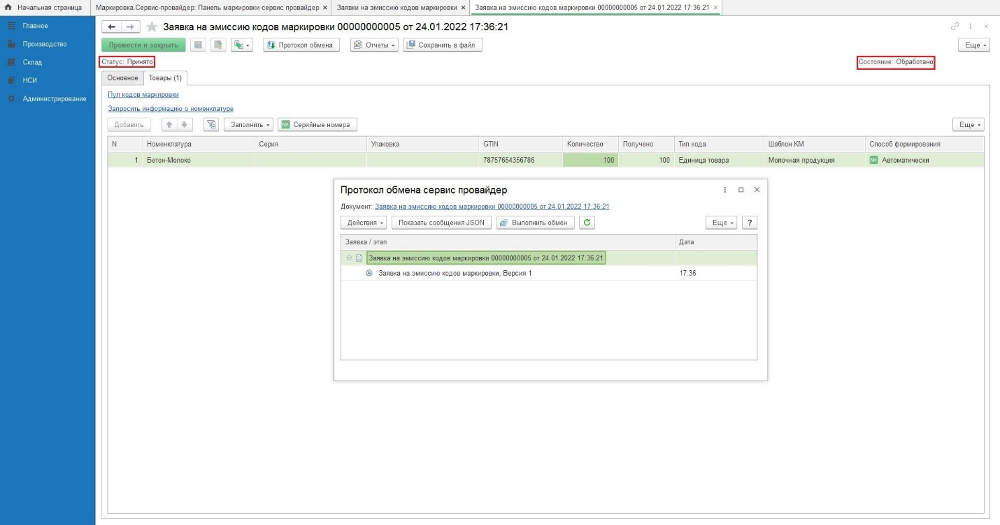 Начальная страница
Маркировка.Сервис-провайдер: Панель маркировки сервис провайдер ×
Заявки на эмиссию кодов маркировки ×
Заявка на эмиссию кодов маркировки 00000000005 от 24.01.2022 17:36:21 ×
Главное
Производство
Склад
НСИ
Администрирование
Заявка на эмиссию кодов маркировки 00000000005 от 24.01.2022 17:36:21
Провести и закрыть
Протокол обмена
Отчеты
Сохранить в файл
Еще
Статус: Принято
Состояние: Обработано
Основное
Товары (1)
Пул кодов маркировки
Запросить информацию о номенклатуре
Добавить
Заполнить
№ Серийные номера
Еще
N Номенклатура Серия Упаковка GTIN Количество Получено Тип кода Шаблон КМ Способ формирования
1 Бетон-Молоко 78757654356786 100 100 Единица товара Молочная продукция № Автоматически
Протокол обмена сервис провайдер
Документ: Заявка на эмиссию кодов маркировки 00000000005 от 24.01.2022 17:36:21
Действия
Показать сообщения JSON
Выполнить обмен
Еще
?
Заявка / этап Дата
Заявка на эмиссию кодов маркировки 00000000005 от 24.01.2022 17:36:21
Заявка на эмиссию кодов маркировки, Версия 1 17:36